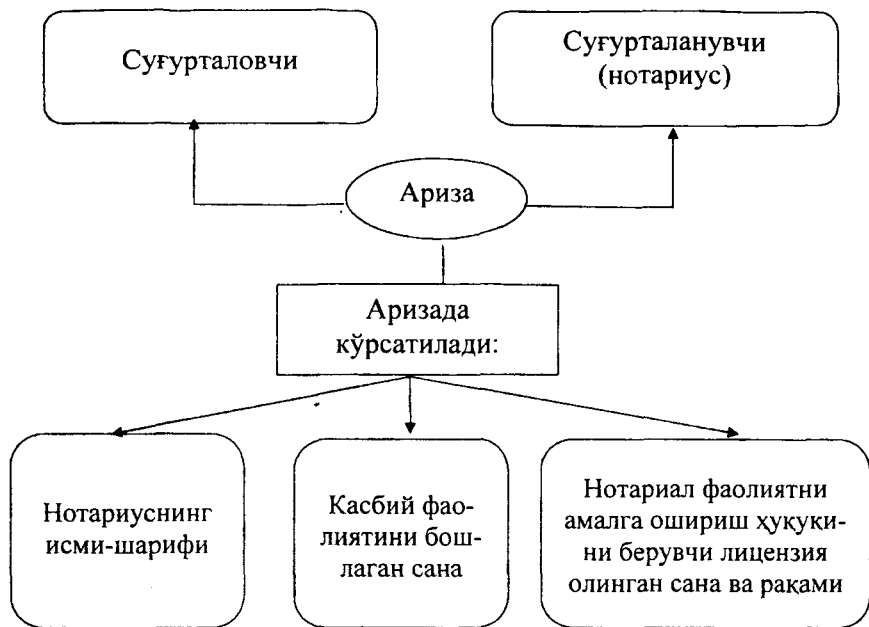 Суғурталовчи
Суғурталанувчи
(нотариус)
Ариза
Аризада
кўрсатилади:
Нотариуснинг
исми-шарифи
Касбий фао-
лиятини бош-
лаган сана
Нотариал фаолиятни
амалга ошириш ҳуқуқи-
ни берувчи лицензия
олинган сана ва рақами